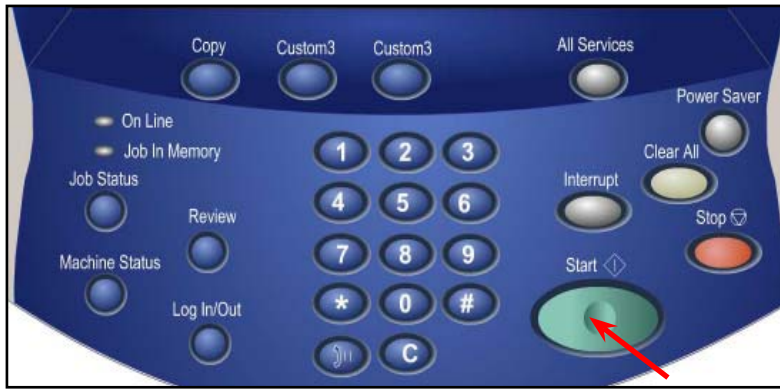 Copy Custom3 Custom3 All Services
Power Saver
On Line
Job In Memory
Clear All
Job Status
Interrupt
Review
Stop
Machine Status
Start
Log In/Out
1 2 3
4 5 6
7 8 9
* 0 #
C